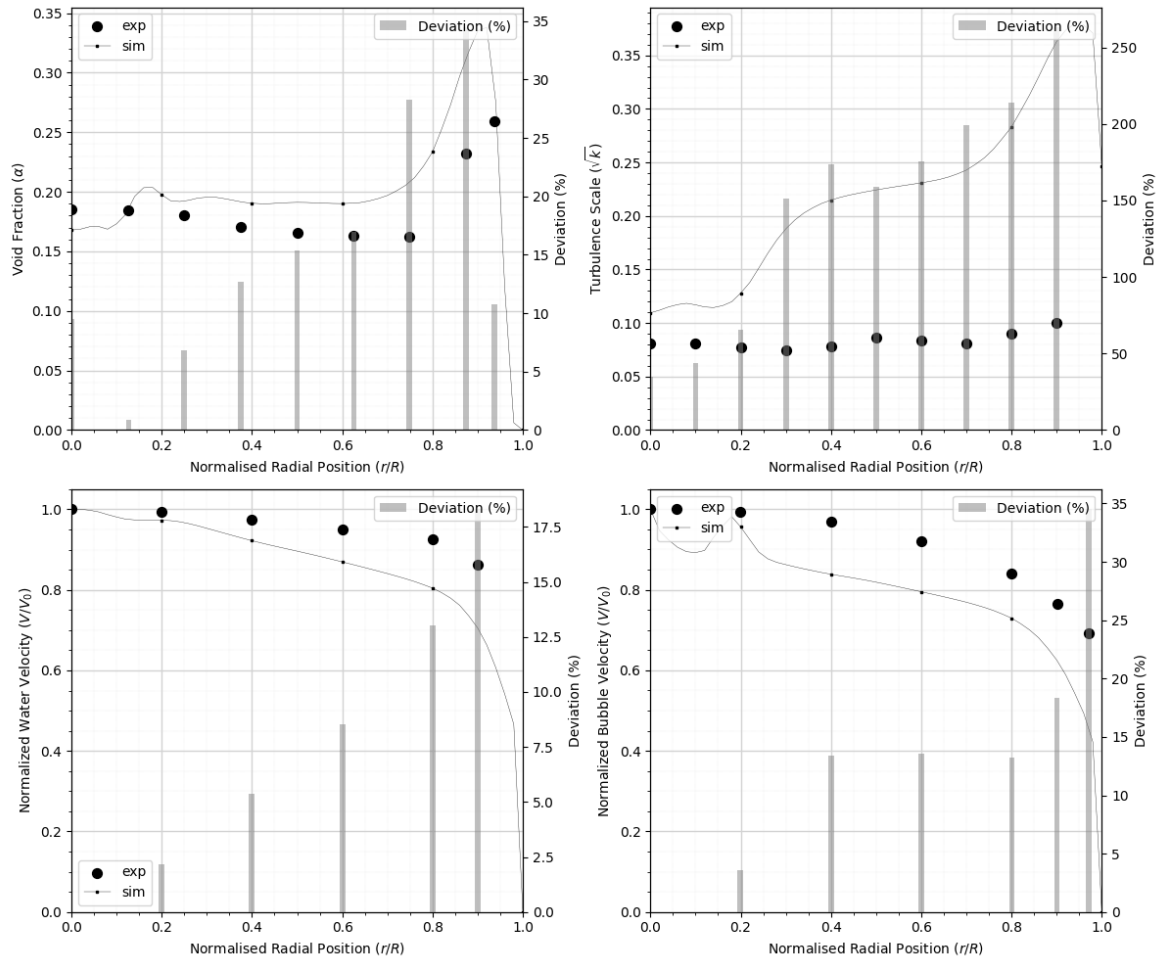 0.35
0.30
0.25
0.20
0.15
0.10
0.05
0.00
Void Fraction (α)
exp
sim
Deviation (%)
35
30
25
20
15
10
5
0
Deviation (%)
0.0 0.2 0.4 0.6 0.8 1.0
Normalised Radial Position (r/R)
0.35
0.30
0.25
0.20
0.15
0.10
0.05
0.00
Turbulence Scale (√k)
exp
sim
Deviation (%)
250
200
150
100
50
0
Deviation (%)
0.0 0.2 0.4 0.6 0.8 1.0
Normalised Radial Position (r/R)
1.0
0.8
0.6
0.4
0.2
0.0
Normalized Water Velocity (V/V₀)
Deviation (%)
exp
sim
17.5
15.0
12.5
10.0
7.5
5.0
2.5
0.0
Deviation (%)
0.0 0.2 0.4 0.6 0.8 1.0
Normalised Radial Position (r/R)
1.0
0.8
0.6
0.4
0.2
0.0
Normalized Bubble Velocity (V/V₀)
exp
sim
Deviation (%)
35
30
25
20
15
10
5
0
Deviation (%)
0.0 0.2 0.4 0.6 0.8 1.0
Normalised Radial Position (r/R)